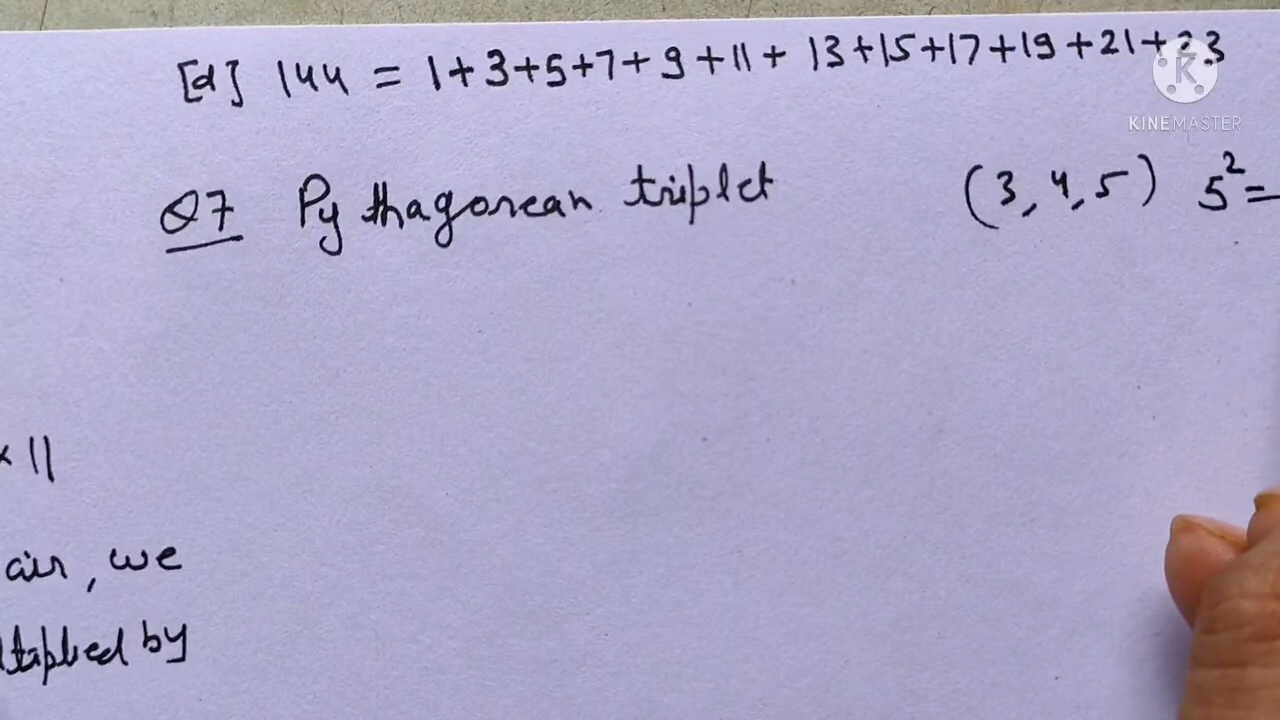 [d] 144 = 1+3+5+7+9+11+ 13+15+17+19+21+23
KINEMASTER
Q7 Pythagorean triplet (3,4,5) 5²=
× 11
air, we
ltiplied by